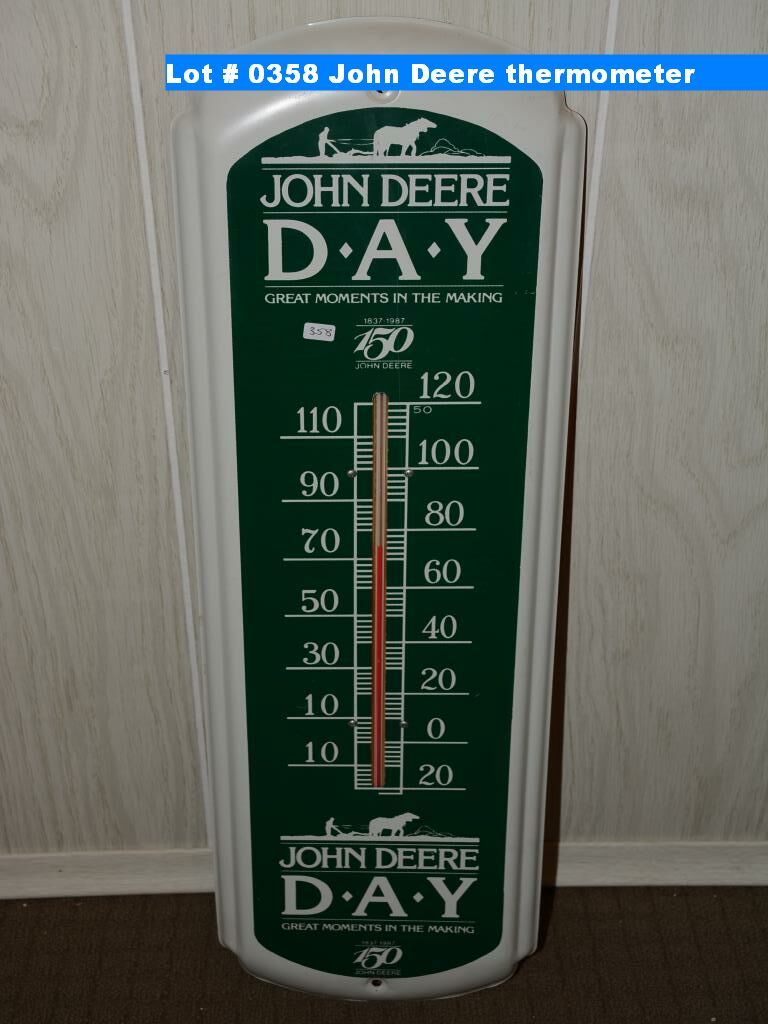 Lot # 0358 John Deere thermometer
JOHN DEERE
D·A·Y
GREAT MOMENTS IN THE MAKING
358
1837·1987
150
JOHN DEERE
120
50
110
100
90
80
70
60
50
40
30
20
10
0
10
20
JOHN DEERE
D·A·Y
GREAT MOMENTS IN THE MAKING
1837·1987
150
JOHN DEERE